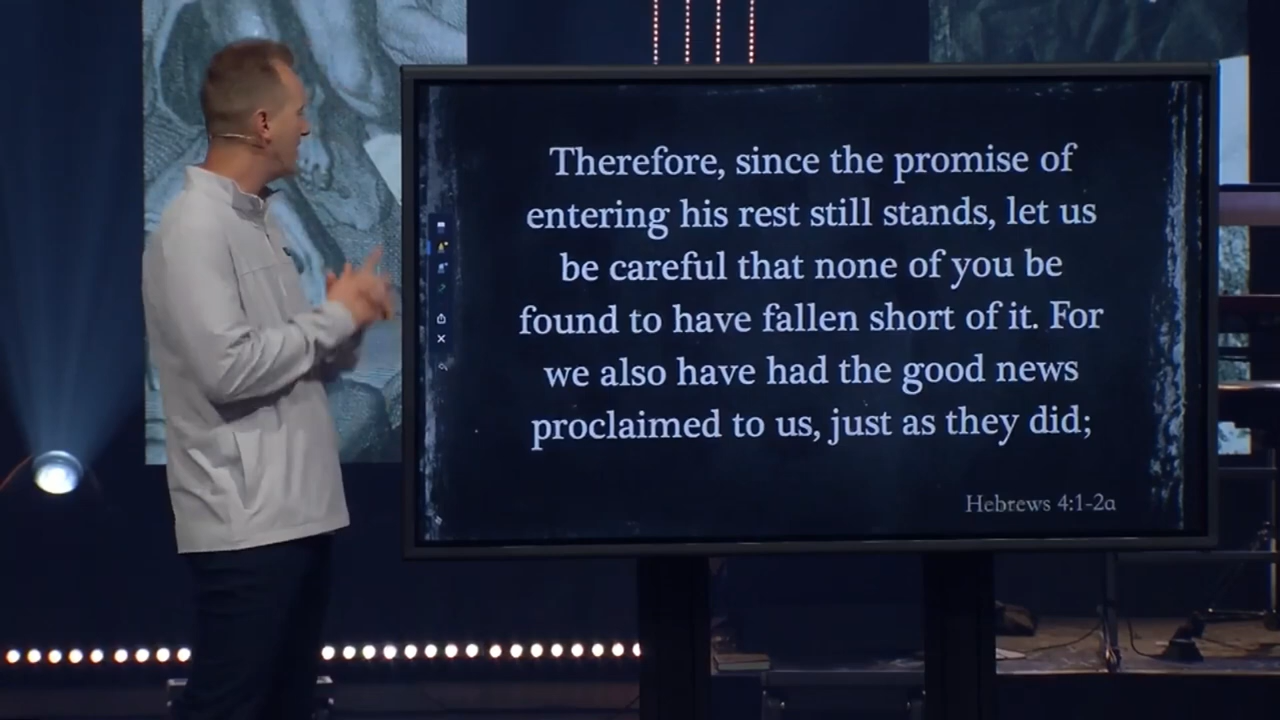 Therefore, since the promise of
entering his rest still stands, let us
be careful that none of you be
found to have fallen short of it. For
we also have had the good news
proclaimed to us, just as they did;
Hebrews 4:1-2a